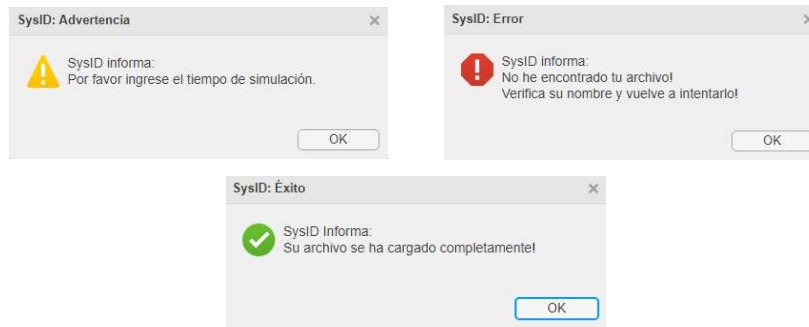 SysID: Advertencia
SysID informa:
Por favor ingrese el tiempo de simulación.
OK
SysID: Error
SysID informa:
No he encontrado tu archivo!
Verifica su nombre y vuelve a intentarlo!
OK
SysID: Éxito
SysID Informa:
Su archivo se ha cargado completamente!
OK